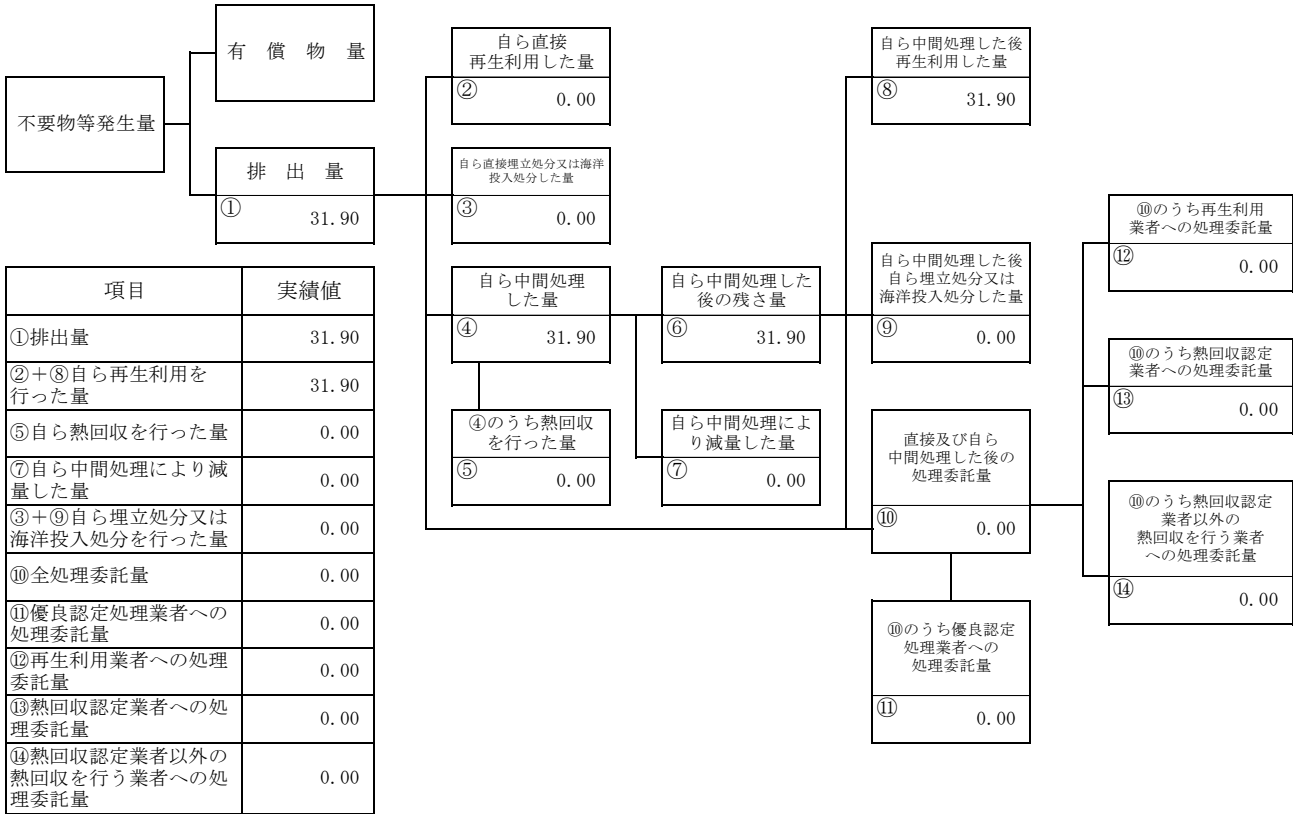 有 償 物 量
不要物等発生量
排 出 量
①
31.90
自ら直接
再生利用した量
②
0.00
自ら直接埋立処分又は海洋
投入処分した量
③
0.00
自ら中間処理
した量
④
31.90
④のうち熱回収
を行った量
⑤
0.00
自ら中間処理した
後の残さ量
⑥
31.90
自ら中間処理によ
り減量した量
⑦
0.00
自ら中間処理した後
再生利用した量
⑧
31.90
自ら中間処理した後
自ら埋立処分又は
海洋投入処分した量
⑨
0.00
直接及び自ら
中間処理した後の
処理委託量
⑩
0.00
⑩のうち優良認定
処理業者への
処理委託量
⑪
0.00
⑩のうち再生利用
業者への処理委託量
⑫
0.00
⑩のうち熱回収認定
業者への処理委託量
⑬
0.00
⑩のうち熱回収認定
業者以外の
熱回収を行う業者
への処理委託量
⑭
0.00
項目 実績値
①排出量 31.90
②+⑧自ら再生利用を
行った量 31.90
⑤自ら熱回収を行った量 0.00
⑦自ら中間処理により減
量した量 0.00
③+⑨自ら埋立処分又は
海洋投入処分を行った量 0.00
⑩全処理委託量 0.00
⑪優良認定処理業者への
処理委託量 0.00
⑫再生利用業者への処理
委託量 0.00
⑬熱回収認定業者への処
理委託量 0.00
⑭熱回収認定業者以外の
熱回収を行う業者への処
理委託量 0.00